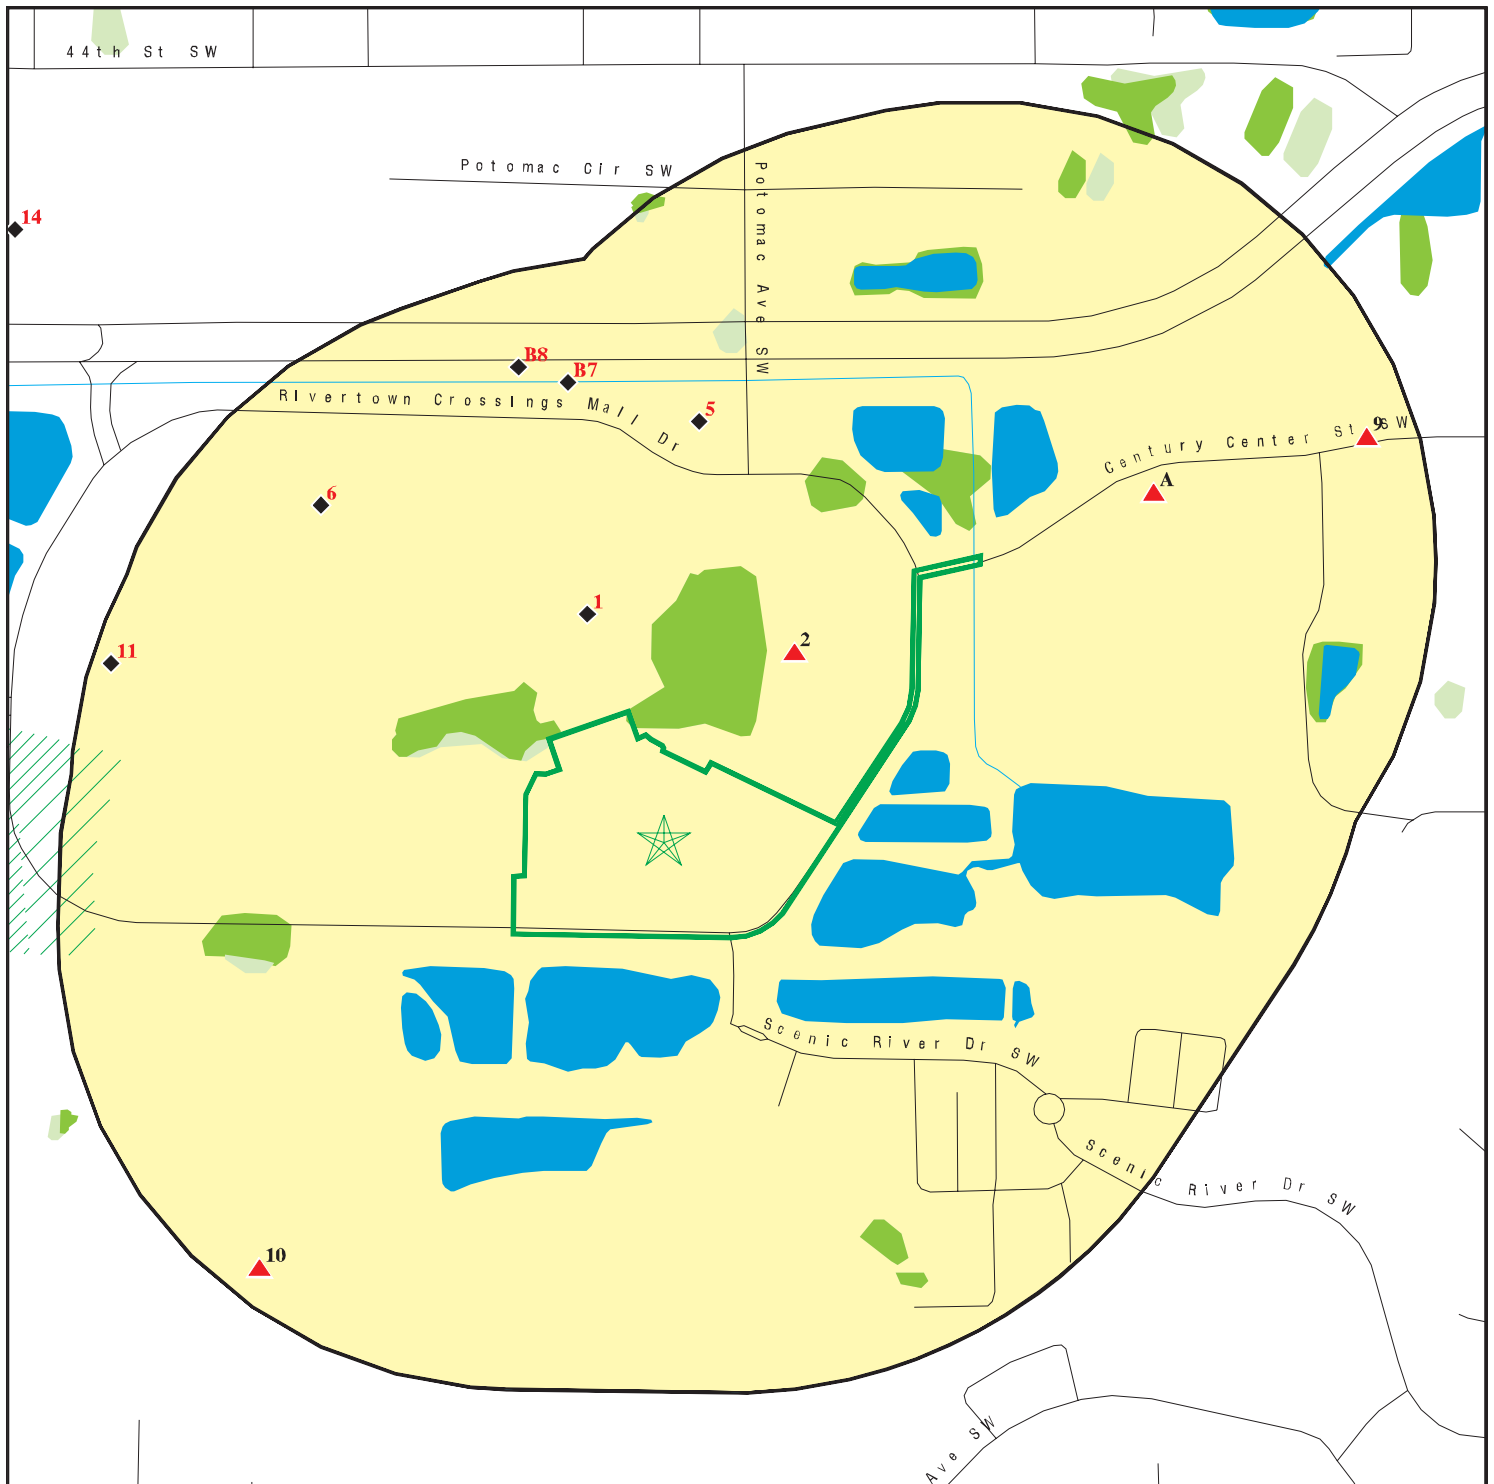 44th St SW
Potomac Cir SW
Potomac Ave SW
14
B8
B7
Rivertown Crossings Mall Dr
5
Century Center St SW
9
A
6
1
2
11
Scenic River Dr SW
Scenic River Dr SW
10
Ave SW